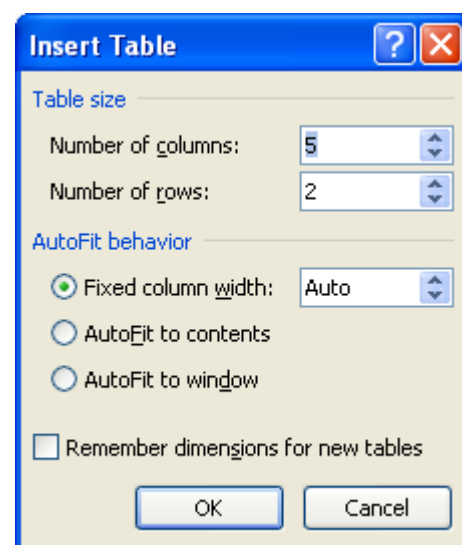 Insert Table ?
Table size
Number of columns: 5
Number of rows: 2
AutoFit behavior
Fixed column width: Auto
AutoFit to contents
AutoFit to window
Remember dimensions for new tables
OK Cancel